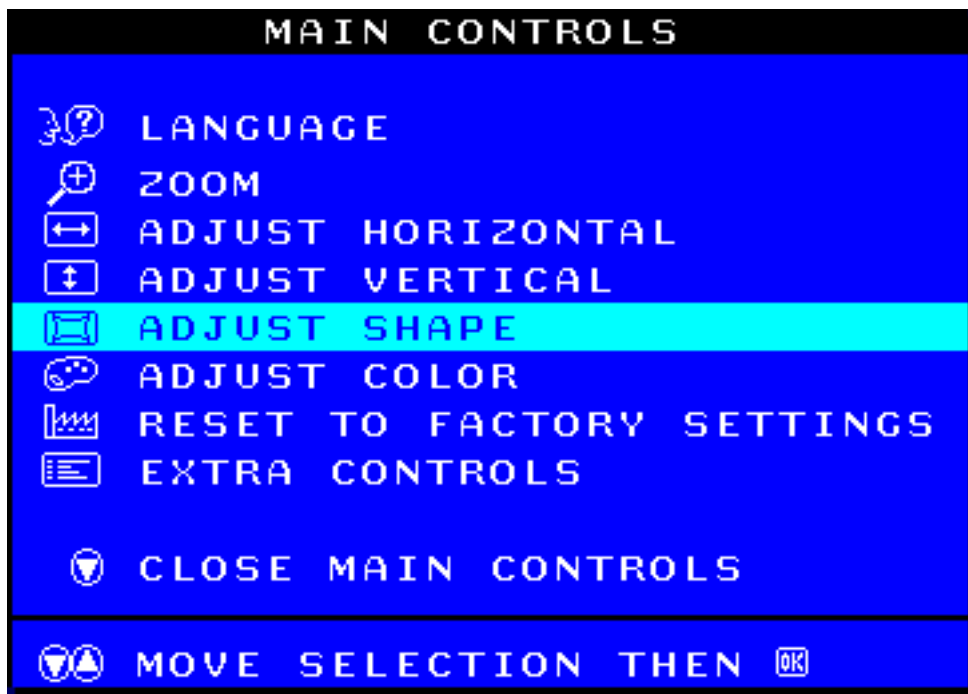 MAIN CONTROLS
LANGUAGE
ZOOM
ADJUST HORIZONTAL
ADJUST VERTICAL
ADJUST SHAPE
ADJUST COLOR
RESET TO FACTORY SETTINGS
EXTRA CONTROLS
CLOSE MAIN CONTROLS
MOVE SELECTION THEN OK